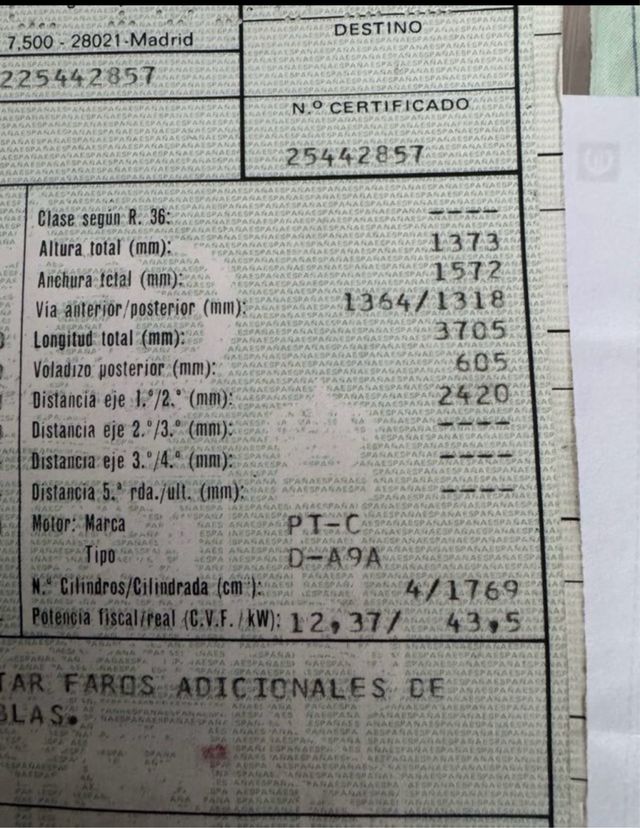 7.500 - 28021-Madrid
DESTINO
225442857
N.º CERTIFICADO
25442857
Clase según R. 36: ----
Altura total (mm): 1373
Anchura total (mm): 1572
Vía anterior/posterior (mm): 1364/1318
Longitud total (mm): 3705
Voladizo posterior (mm): 605
Distancia eje 1.º/2.º (mm): 2420
Distancia eje 2.º/3.º (mm): ----
Distancia eje 3.º/4.º (mm): ----
Distancia 5.ª rda./ult. (mm): ----
Motor: Marca PT-C
Tipo D-A9A
N.º Cilindros/Cilindrada (cm³): 4/1769
Potencia fiscal/real (C.V.F./kW): 12,37/ 43,5
TAR FAROS ADICIONALES DE
BLAS.